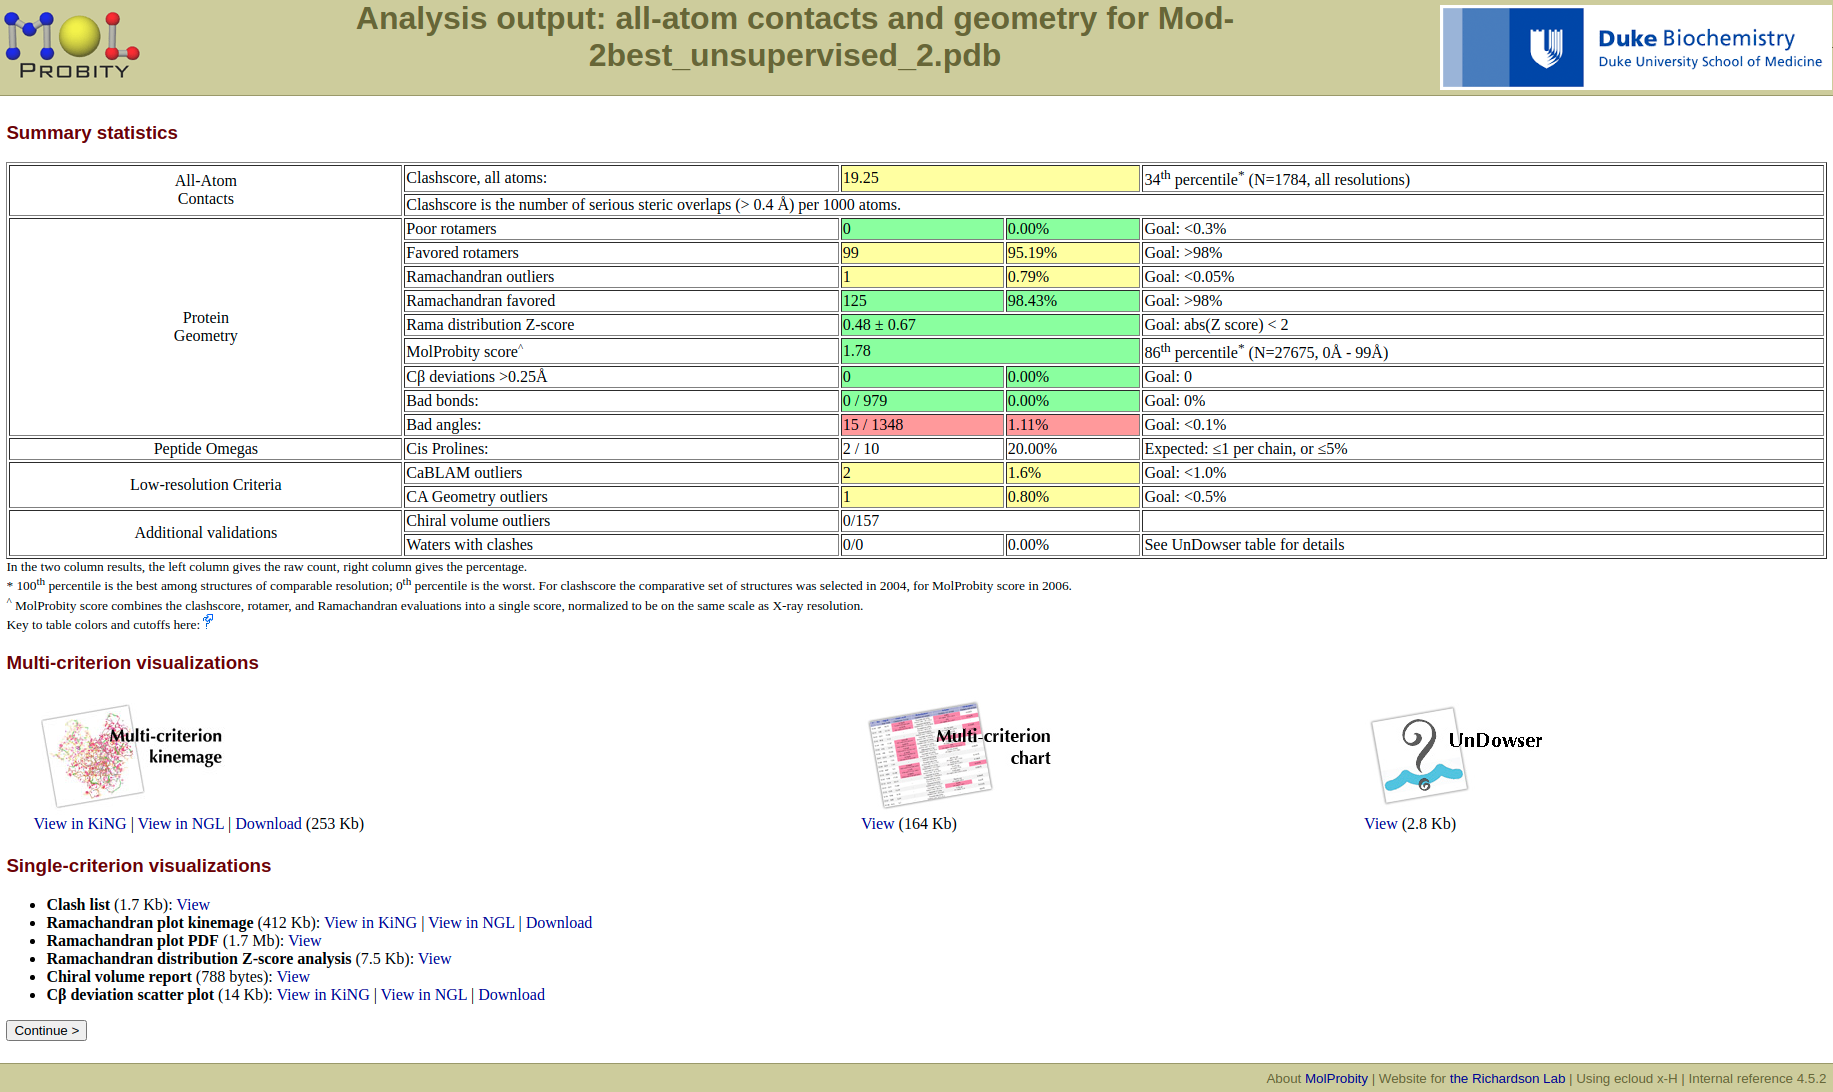 MOL
PROBITY
Analysis output: all-atom contacts and geometry for Mod-
2best_unsupervised_2.pdb
Duke Biochemistry
Duke University School of Medicine
Summary statistics
All-Atom
Contacts
Clashscore, all atoms: 19.25 34th percentile* (N=1784, all resolutions)
Clashscore is the number of serious steric overlaps (> 0.4 Å) per 1000 atoms.
Protein
Geometry
Poor rotamers 0 0.00% Goal: <0.3%
Favored rotamers 99 95.19% Goal: >98%
Ramachandran outliers 1 0.79% Goal: <0.05%
Ramachandran favored 125 98.43% Goal: >98%
Rama distribution Z-score 0.48 ± 0.67 Goal: abs(Z score) < 2
MolProbity score^ 1.78 86th percentile* (N=27675, 0Å - 99Å)
Cβ deviations >0.25Å 0 0.00% Goal: 0
Bad bonds: 0 / 979 0.00% Goal: 0%
Bad angles: 15 / 1348 1.11% Goal: <0.1%
Peptide Omegas Cis Prolines: 2 / 10 20.00% Expected: ≤1 per chain, or ≤5%
Low-resolution Criteria
CaBLAM outliers 2 1.6% Goal: <1.0%
CA Geometry outliers 1 0.80% Goal: <0.5%
Additional validations
Chiral volume outliers 0/157
Waters with clashes 0/0 0.00% See UnDowser table for details
In the two column results, the left column gives the raw count, right column gives the percentage.
* 100th percentile is the best among structures of comparable resolution; 0th percentile is the worst. For clashscore the comparative set of structures was selected in 2004, for MolProbity score in 2006.
^ MolProbity score combines the clashscore, rotamer, and Ramachandran evaluations into a single score, normalized to be on the same scale as X-ray resolution.
Key to table colors and cutoffs here: ?
Multi-criterion visualizations
Multi-criterion
kinemage
Multi-criterion
chart
UnDowser
View in KiNG | View in NGL | Download (253 Kb)
View (164 Kb)
View (2.8 Kb)
Single-criterion visualizations
• Clash list (1.7 Kb): View
• Ramachandran plot kinemage (412 Kb): View in KiNG | View in NGL | Download
• Ramachandran plot PDF (1.7 Mb): View
• Ramachandran distribution Z-score analysis (7.5 Kb): View
• Chiral volume report (788 bytes): View
• Cβ deviation scatter plot (14 Kb): View in KiNG | View in NGL | Download
Continue >
About MolProbity | Website for the Richardson Lab | Using ecloud x-H | Internal reference 4.5.2